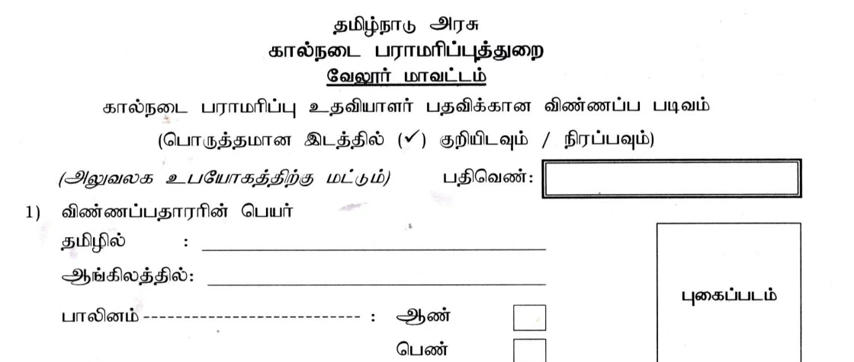 தமிழ்நாடு அரசு
கால்நடை பராமரிப்புத்துறை
வேலூர் மாவட்டம்
கால்நடை பராமரிப்பு உதவியாளர் பதவிக்கான விண்ணப்ப படிவம்
(பொருத்தமான இடத்தில் (✓) குறியிடவும் / நிரப்பவும்)
(அலுவலக உபயோகத்திற்கு மட்டும்) பதிவெண்:
1) விண்ணப்பதாரரின் பெயர்
தமிழில் :
ஆங்கிலத்தில்:
புகைப்படம்
பாலினம் ---------------------------- : ஆண்
பெண்